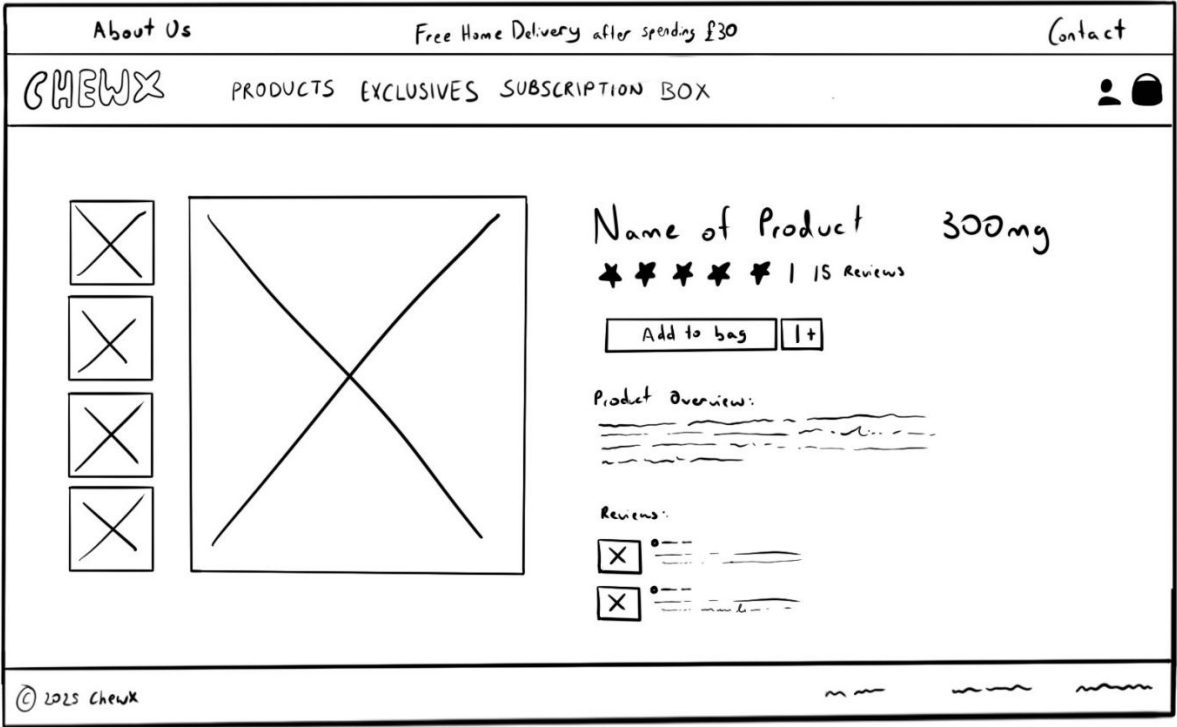 About Us Free Home Delivery after spending £30 Contact
CHEWX PRODUCTS EXCLUSIVES SUBSCRIPTION BOX
Name of Product 300mg
| 15 Reviews
Add to bag 1+
Product Overview:
Reviews:
© 2025 ChewX